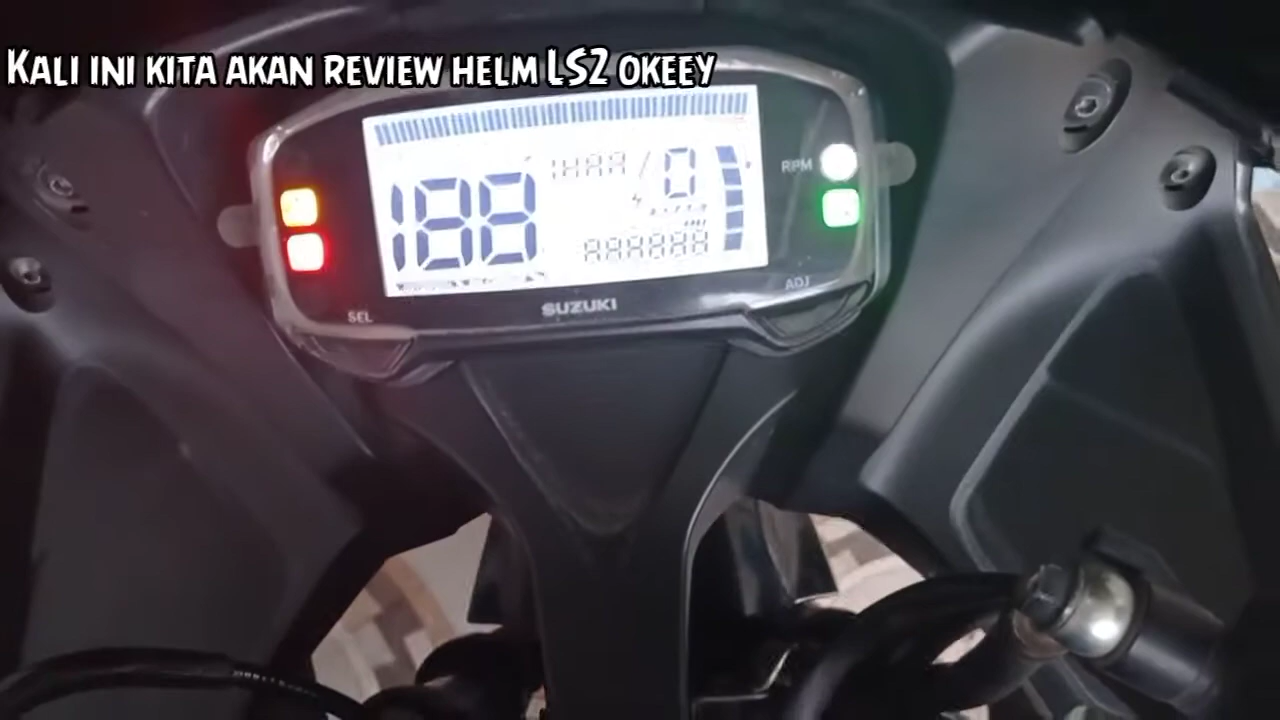 Kali ini kita akan review helm LS2 okeey
188
0
RPM
ADJ
SEL
SUZUKI